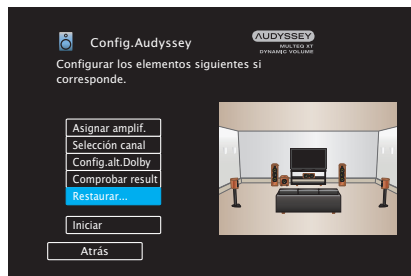 Config.Audyssey
AUDYSSEY
MULTEQ XT
DYNAMIC VOLUME
Configurar los elementos siguientes si
corresponde.
Asignar amplif.
Selección canal
Config.alt.Dolby
Comprobar result
Restaurar...
Iniciar
Atrás